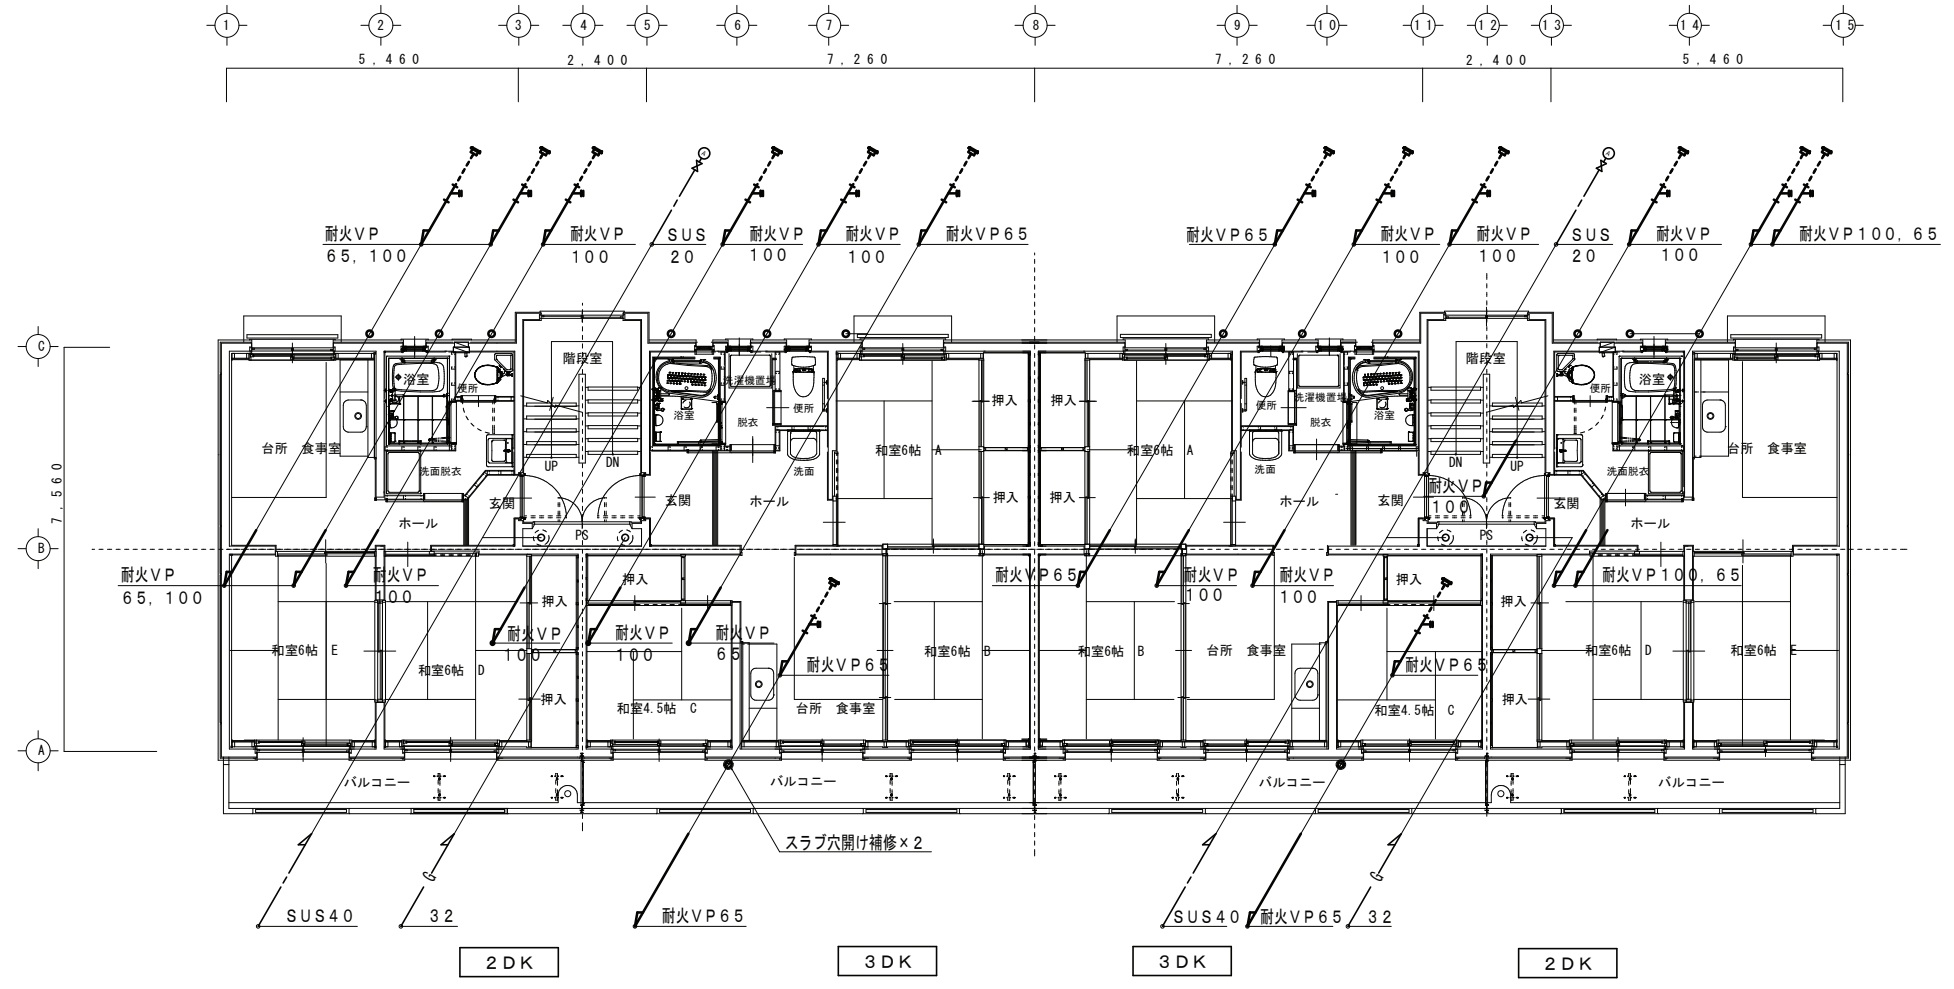 1 2 3 4 5 6 7 8 9 10 11 12 13 14 15
5,460 2,400 7,260 7,260 2,400 5,460
耐火VP
65,100
耐火VP
100
SUS
20
耐火VP
100
耐火VP
100
耐火VP65
耐火VP65
耐火VP
100
耐火VP
100
SUS
20
耐火VP
100
耐火VP100,65
C
B
A
7,560
台所 食事室
浴室
便所
洗面脱衣
階段室
UP
DN
玄関
玄関
ホール
PS
浴室
洗濯機置場
脱衣
便所
洗面
ホール
和室6帖 A
押入
押入
押入
押入
和室6帖 A
便所
洗濯機置場
脱衣
浴室
洗面
ホール
玄関
階段室
DN
UP
耐火VP
100
玄関
PS
便所
浴室
洗面脱衣
ホール
台所 食事室
耐火VP
65,100
耐火VP
100
耐火VP
100
耐火VP
100
耐火VP
65
耐火VP65
耐火VP65
耐火VP
100
耐火VP
100
耐火VP65
耐火VP100,65
和室6帖 E
和室6帖 D
押入
押入
押入
和室4.5帖 C
台所 食事室
和室6帖 B
和室6帖 B
台所 食事室
押入
和室4.5帖 C
押入
押入
和室6帖 D
和室6帖 E
バルコニー
バルコニー
バルコニー
バルコニー
スラブ穴開け補修×2
SUS40
32
耐火VP65
SUS40
耐火VP65
32
2DK
3DK
3DK
2DK